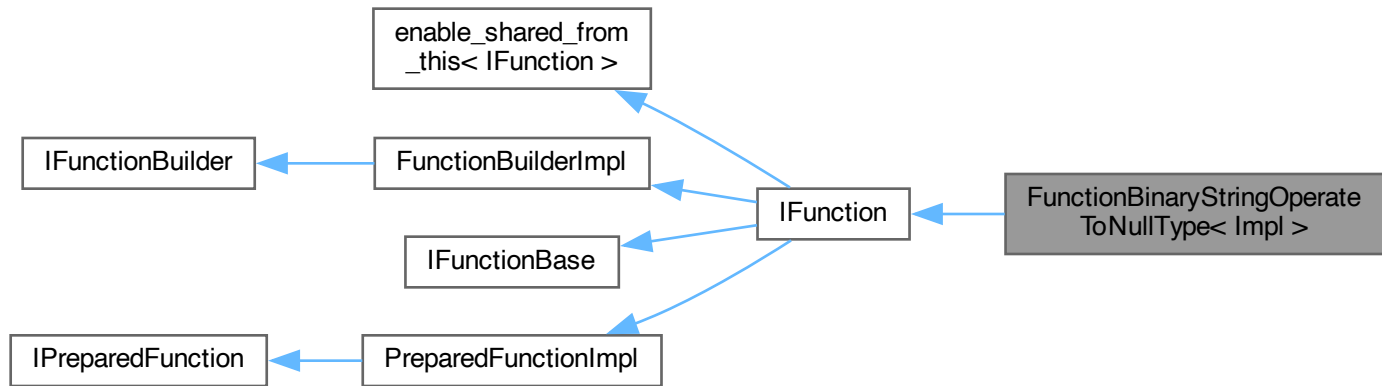 enable_shared_from
_this< IFunction >
IFunctionBuilder
FunctionBuilderImpl
IFunction
FunctionBinaryStringOperate
ToNullType< Impl >
IFunctionBase
IPreparedFunction
PreparedFunctionImpl